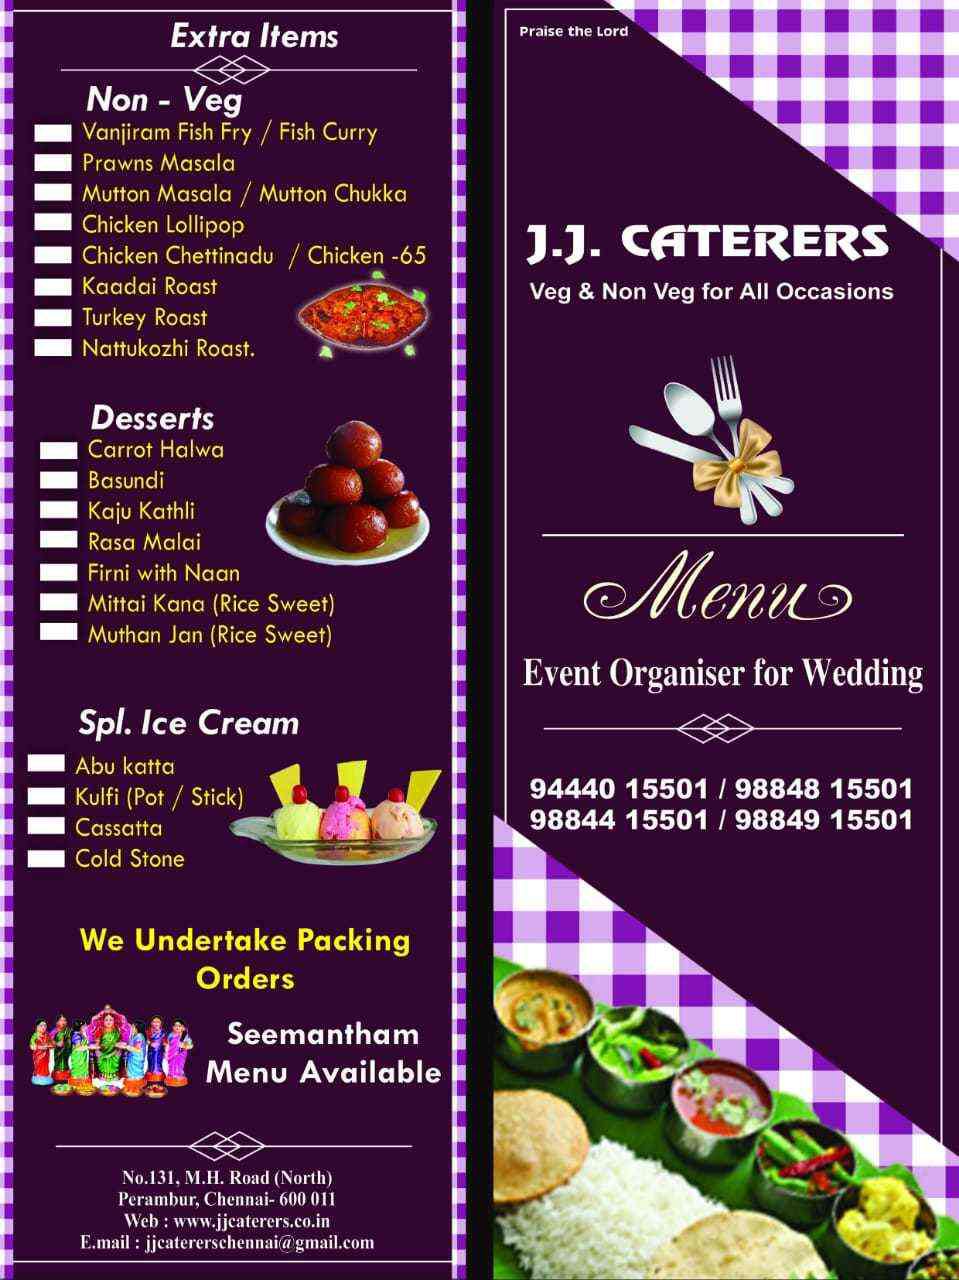 Extra Items
Non - Veg
Vanjiram Fish Fry / Fish Curry
Prawns Masala
Mutton Masala / Mutton Chukka
Chicken Lollipop
Chicken Chettinadu / Chicken -65
Kaadai Roast
Turkey Roast
Nattukozhi Roast.
Desserts
Carrot Halwa
Basundi
Kaju Kathli
Rasa Malai
Firni with Naan
Mittai Kana (Rice Sweet)
Muthan Jan (Rice Sweet)
Spl. Ice Cream
Abu katta
Kulfi (Pot / Stick)
Cassatta
Cold Stone
We Undertake Packing
Orders
Seemantham
Menu Available
No.131, M.H. Road (North)
Perambur, Chennai- 600 011
Web : www.jjcaterers.co.in
E.mail : jjcatererschennai@gmail.com
Praise the Lord
J.J. CATERERS
Veg & Non Veg for All Occasions
Menu
Event Organiser for Wedding
94440 15501 / 98848 15501
98844 15501 / 98849 15501